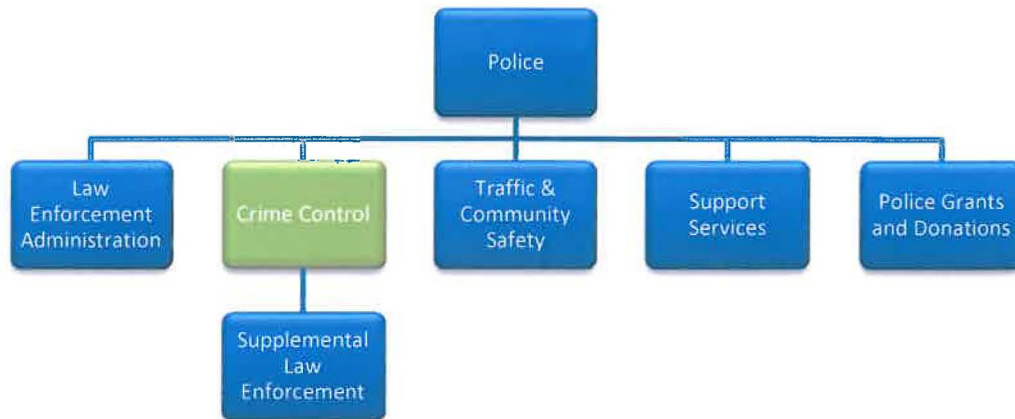 Police
Law
Enforcement
Administration
Crime Control
Traffic &
Community
Safety
Support
Services
Police Grants
and Donations
Supplemental
Law
Enforcement